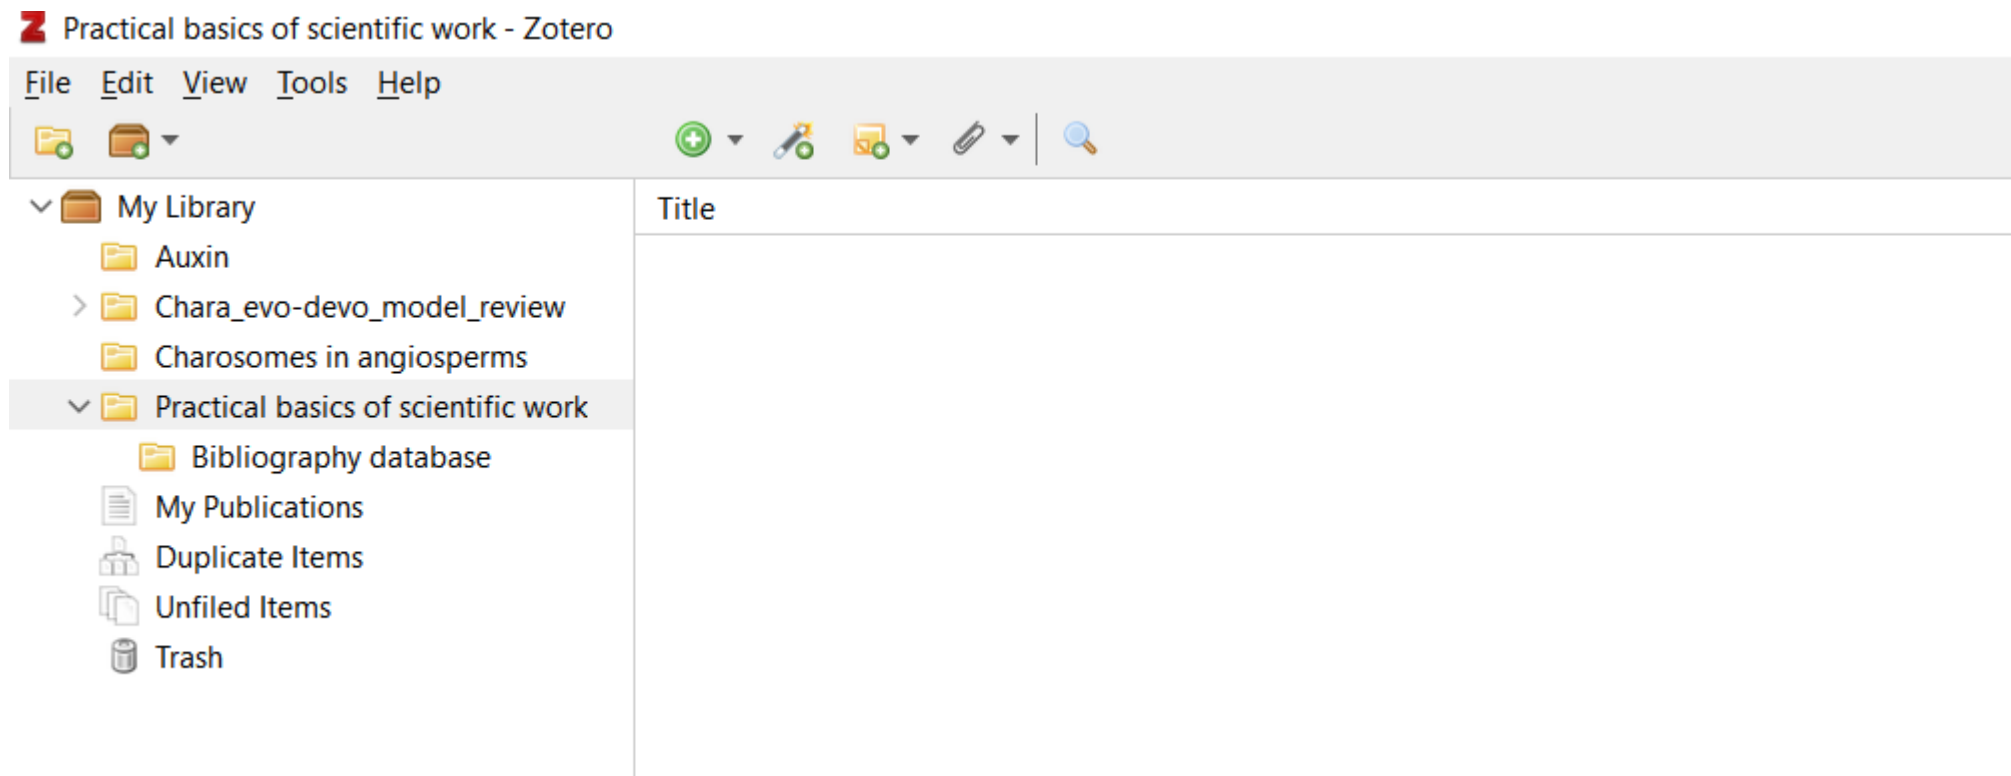 Practical basics of scientific work - Zotero
File Edit View Tools Help
My Library
Title
Auxin
Chara_evo-devo_model_review
Charosomes in angiosperms
Practical basics of scientific work
Bibliography database
My Publications
Duplicate Items
Unfiled Items
Trash